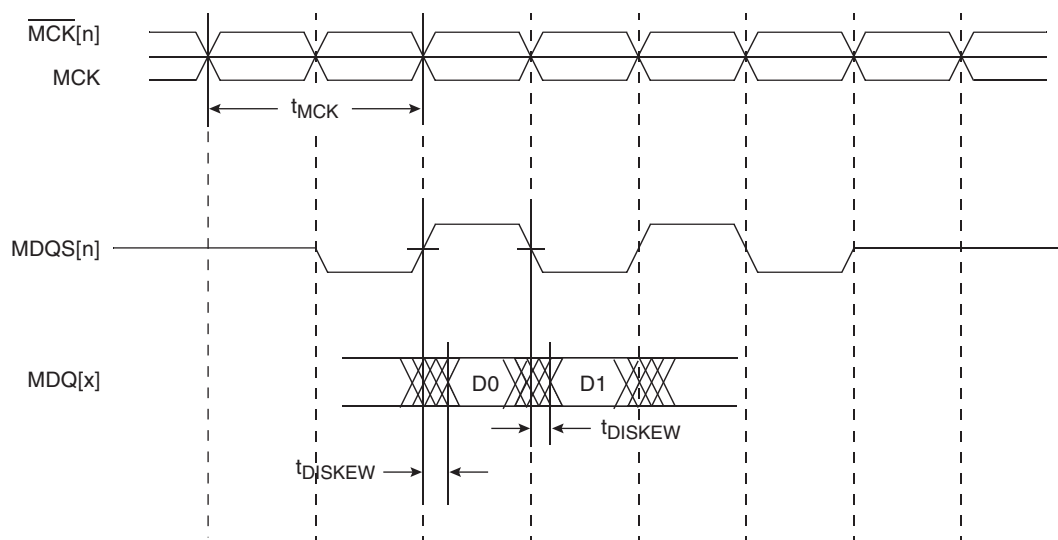 MCK[n]
MCK
tMCK
MDQS[n]
MDQ[x]
D0
D1
tDISKEW
tDISKEW